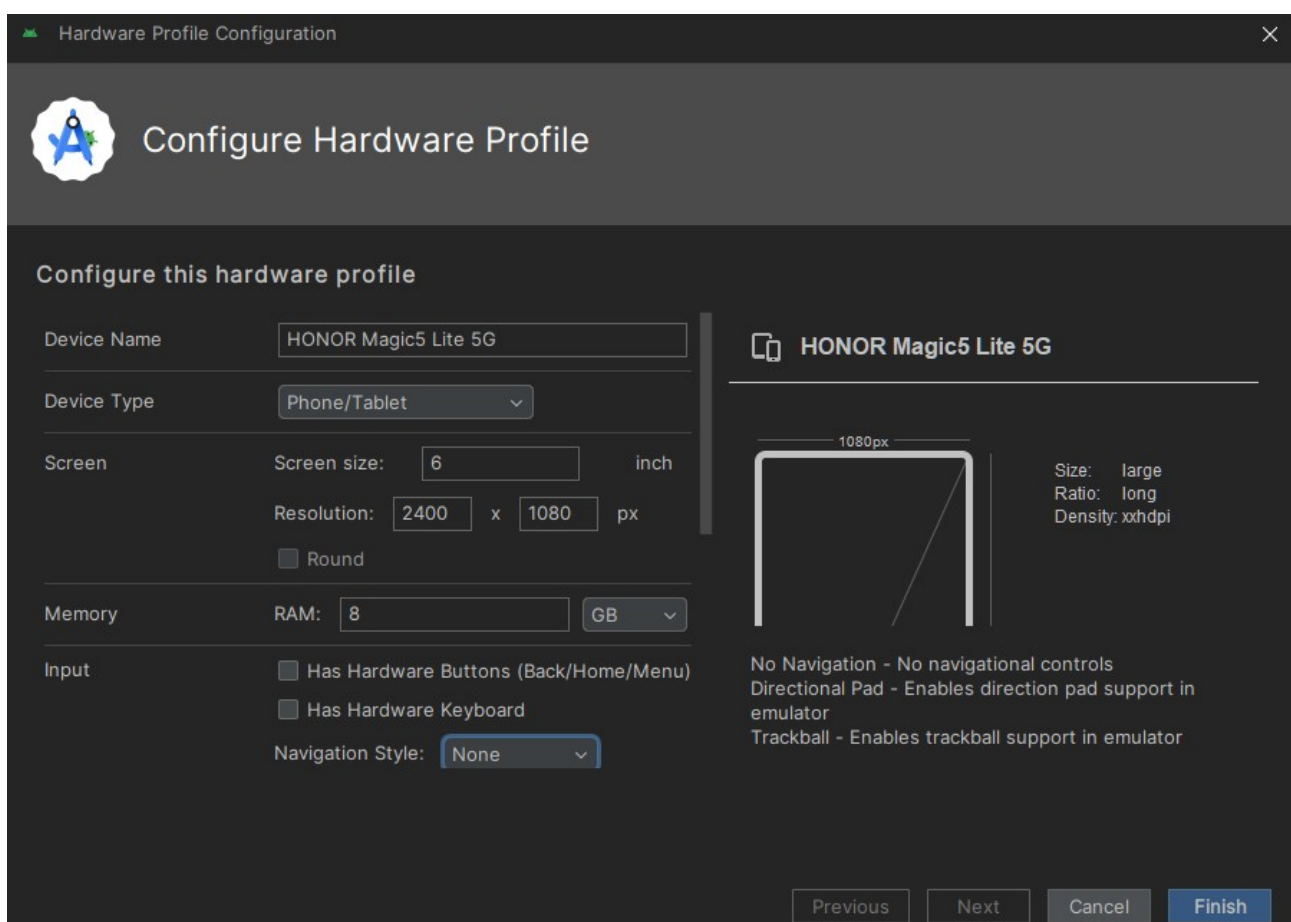 Hardware Profile Configuration
Configure Hardware Profile
Configure this hardware profile
Device Name HONOR Magic5 Lite 5G
Device Type Phone/Tablet
Screen Screen size: 6 inch
Resolution: 2400 x 1080 px
Round
Memory RAM: 8 GB
Input Has Hardware Buttons (Back/Home/Menu)
Has Hardware Keyboard
Navigation Style: None
HONOR Magic5 Lite 5G
1080px
Size: large
Ratio: long
Density: xxhdpi
No Navigation - No navigational controls
Directional Pad - Enables direction pad support in
emulator
Trackball - Enables trackball support in emulator
Previous Next Cancel Finish